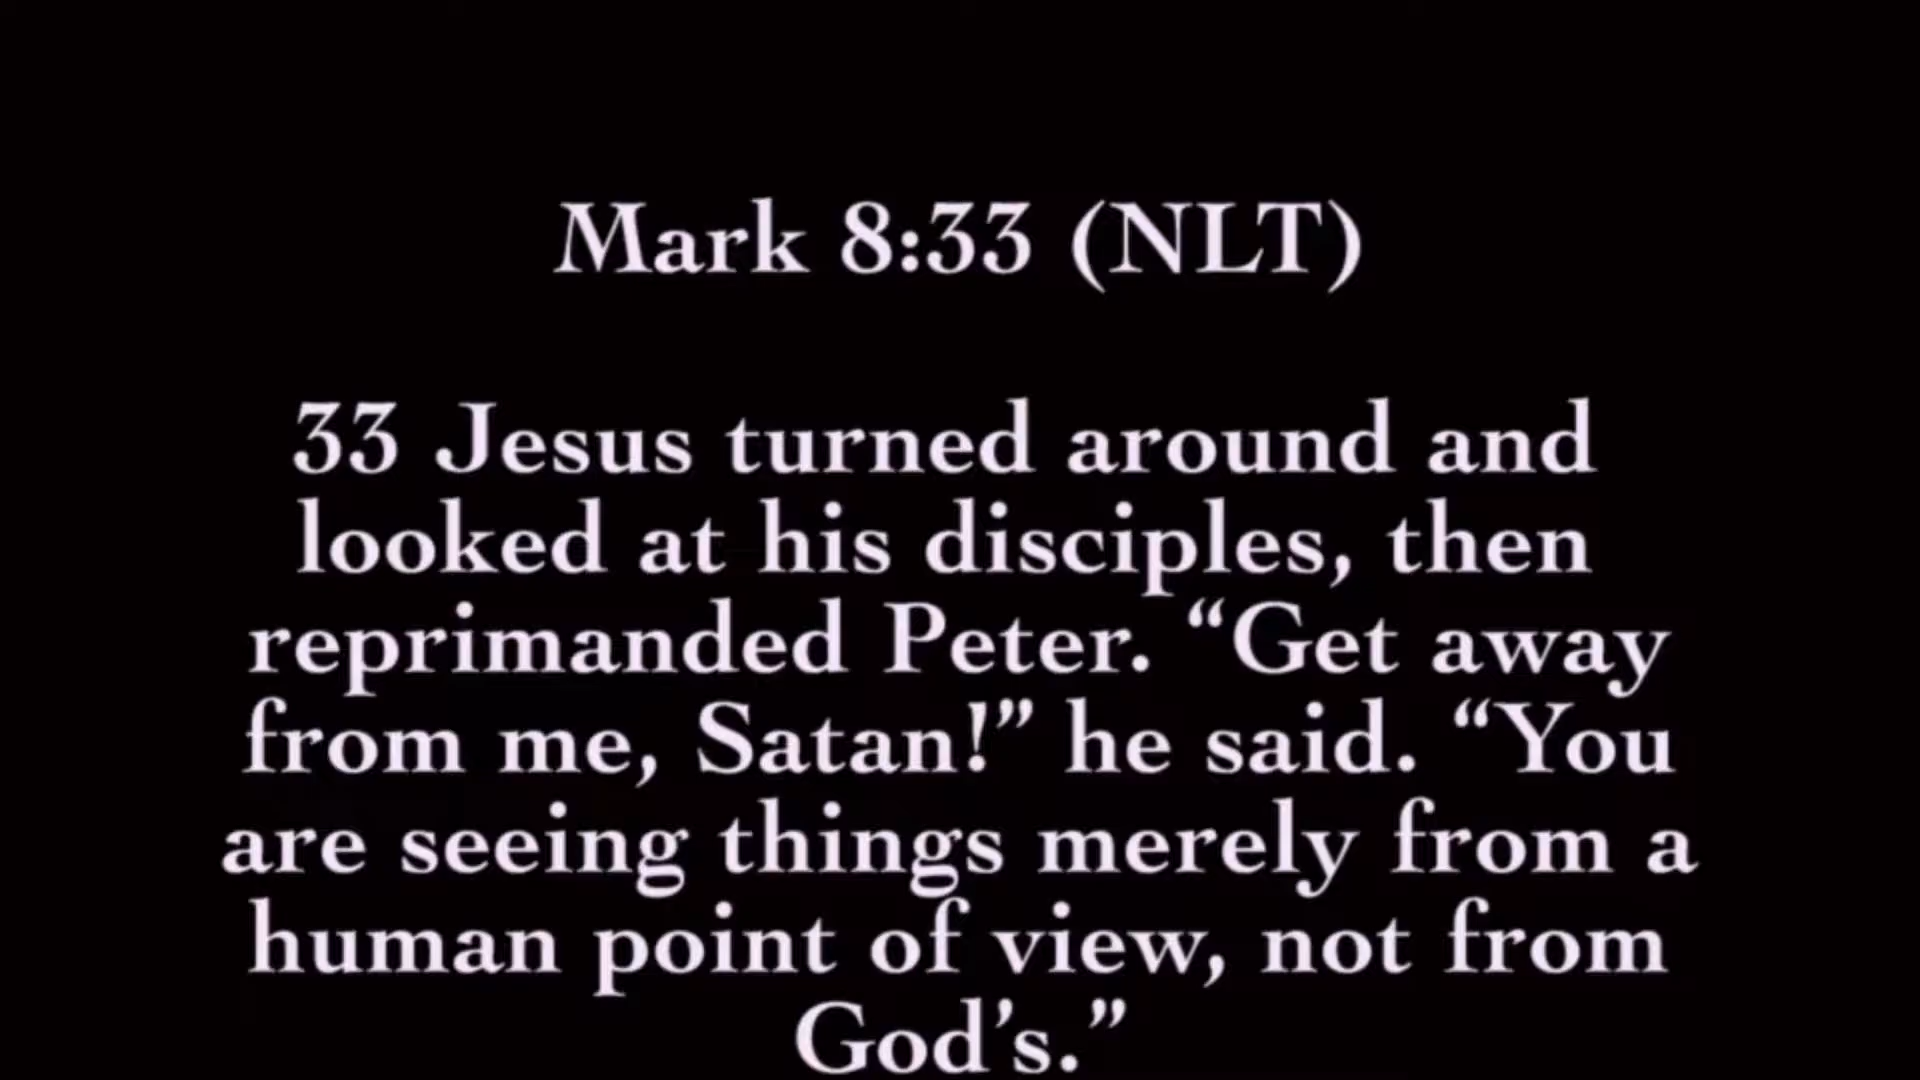 Mark 8:33 (NLT)
33 Jesus turned around and
looked at his disciples, then
reprimanded Peter. “Get away
from me, Satan!” he said. “You
are seeing things merely from a
human point of view, not from
God’s.”